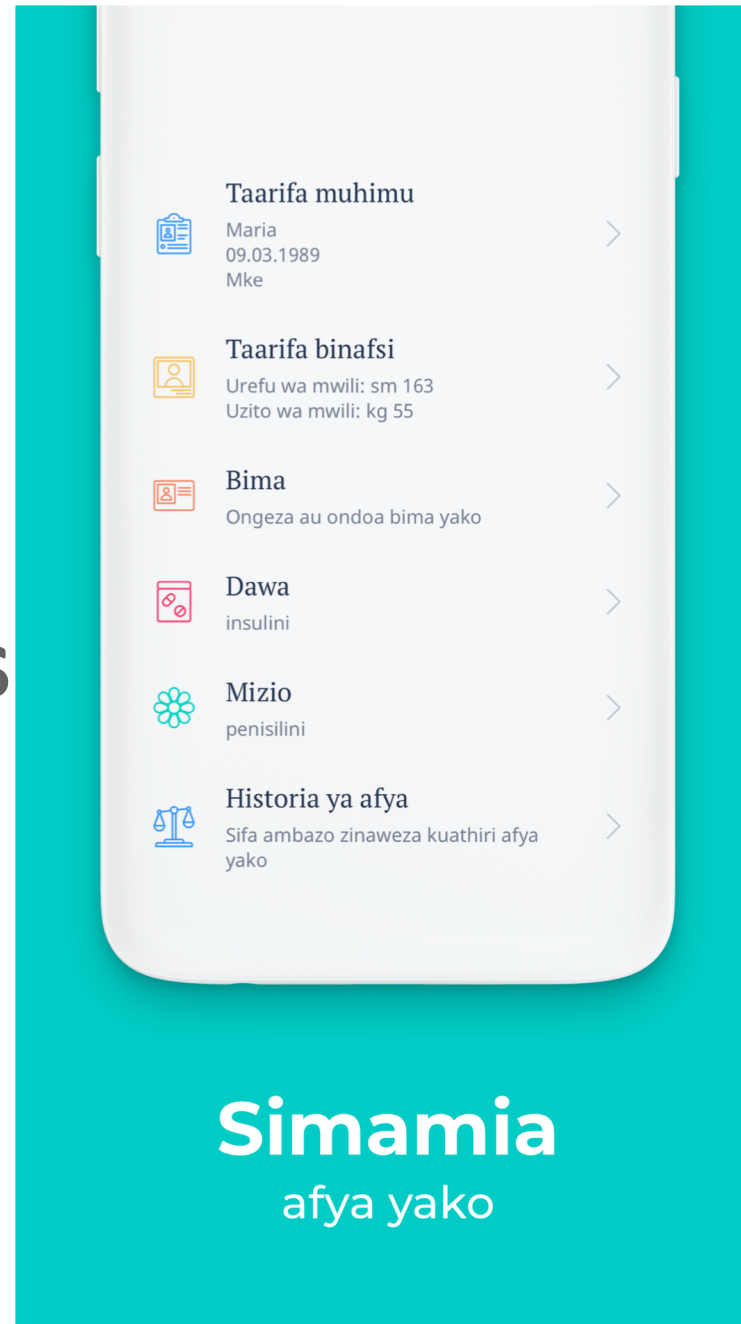 Taarifa muhimu
Maria
09.03.1989
Mke
Taarifa binafsi
Urefu wa mwili: sm 163
Uzito wa mwili: kg 55
Bima
Ongeza au ondoa bima yako
Dawa
insulini
Mizio
penisilini
Historia ya afya
Sifa ambazo zinaweza kuathiri afya
yako
Simamia
afya yako